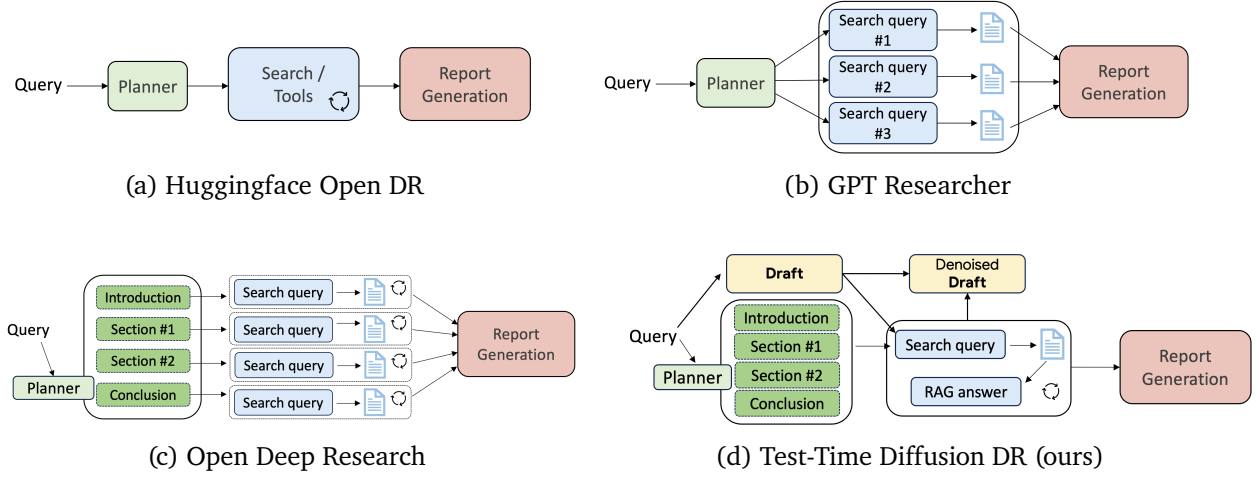 Query
Planner
Search /
Tools
Report
Generation
(a) Huggingface Open DR
Query
Planner
Search query
#1
Search query
#2
Search query
#3
Report
Generation
(b) GPT Researcher
Query
Planner
Introduction
Section #1
Section #2
Conclusion
Search query
Search query
Search query
Search query
Report
Generation
(c) Open Deep Research
Query
Planner
Draft
Introduction
Section #1
Section #2
Conclusion
Denoised
Draft
Search query
RAG answer
Report
Generation
(d) Test-Time Diffusion DR (ours)